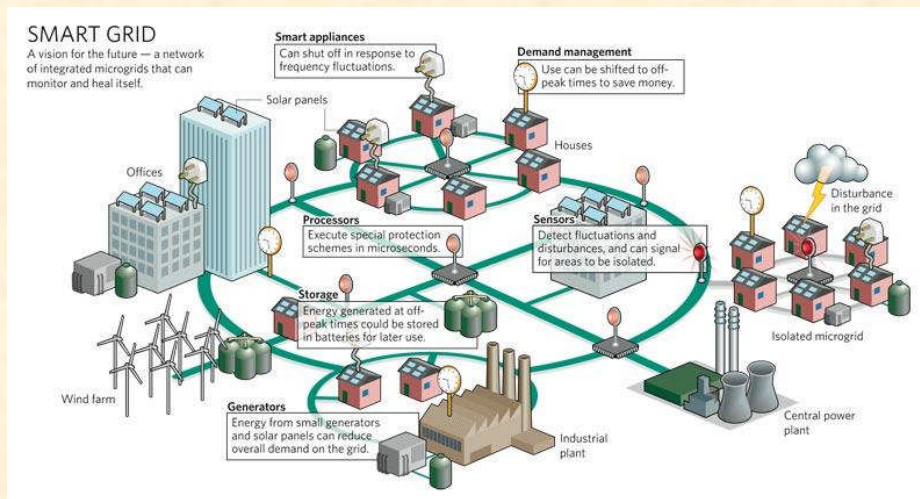 SMART GRID
A vision for the future — a network
of integrated microgrids that can
monitor and heal itself.
Smart appliances
Can shut off in response to
frequency fluctuations.
Demand management
Use can be shifted to off-
peak times to save money.
Solar panels
Houses
Offices
Disturbance
in the grid
Processors
Execute special protection
schemes in microseconds.
Sensors
Detect fluctuations and
disturbances, and can signal
for areas to be isolated.
Storage
Energy generated at off-
peak times could be stored
in batteries for later use.
Isolated microgrid
Wind farm
Generators
Energy from small generators
and solar panels can reduce
overall demand on the grid.
Industrial
plant
Central power
plant